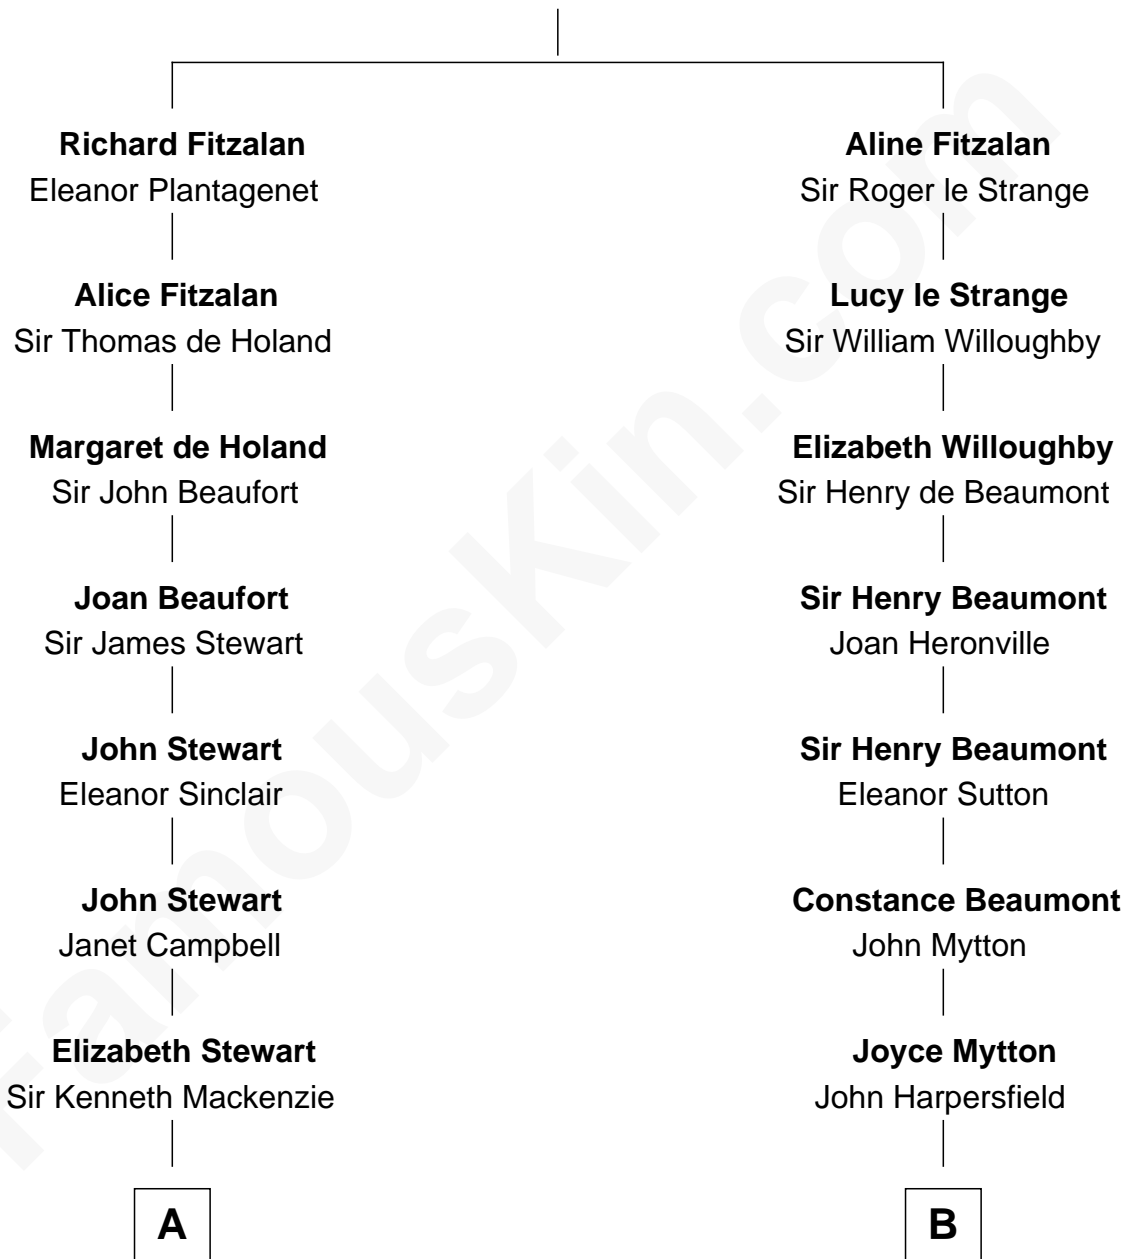 Richard Fitzalan
Eleanor Plantagenet
Aline Fitzalan
Sir Roger le Strange
Alice Fitzalan
Sir Thomas de Holand
Lucy le Strange
Sir William Willoughby
Margaret de Holand
Sir John Beaufort
Elizabeth Willoughby
Sir Henry de Beaumont
Joan Beaufort
Sir James Stewart
Sir Henry Beaumont
Joan Heronville
John Stewart
Eleanor Sinclair
Sir Henry Beaumont
Eleanor Sutton
John Stewart
Janet Campbell
Constance Beaumont
John Mytton
Elizabeth Stewart
Sir Kenneth Mackenzie
Joyce Mytton
John Harpersfield
A
B
FamousKin.com